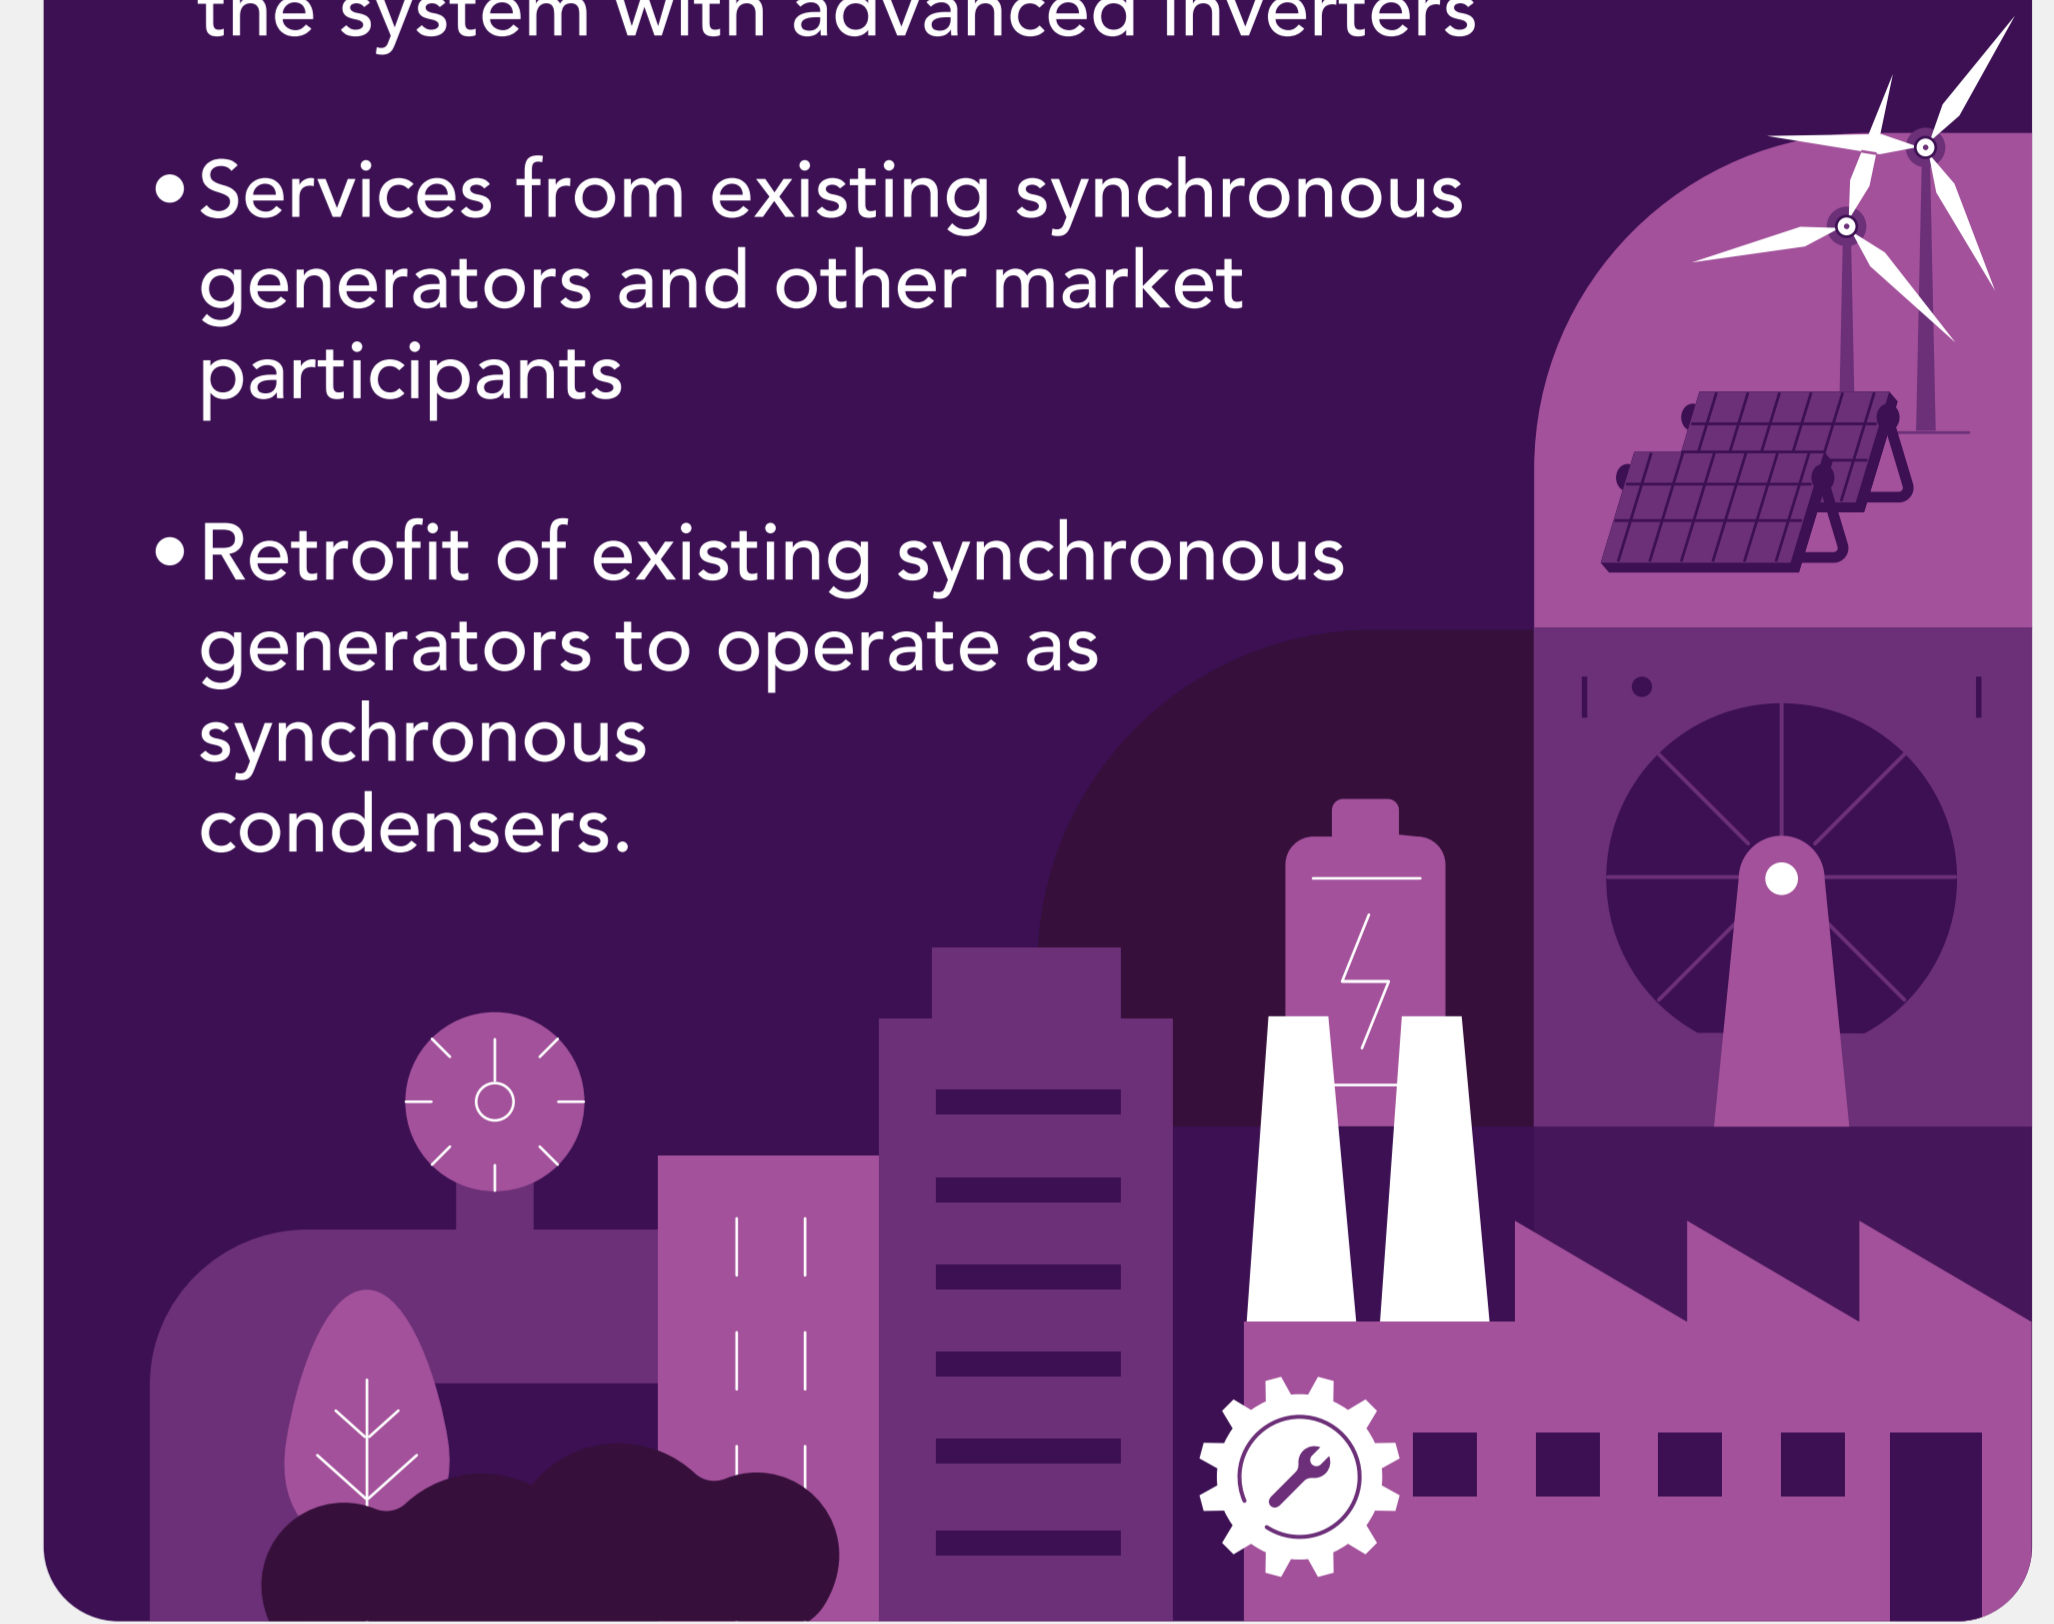 the system with advanced inverters
• Services from existing synchronous
generators and other market
participants
• Retrofit of existing synchronous
generators to operate as
synchronous
condensers.